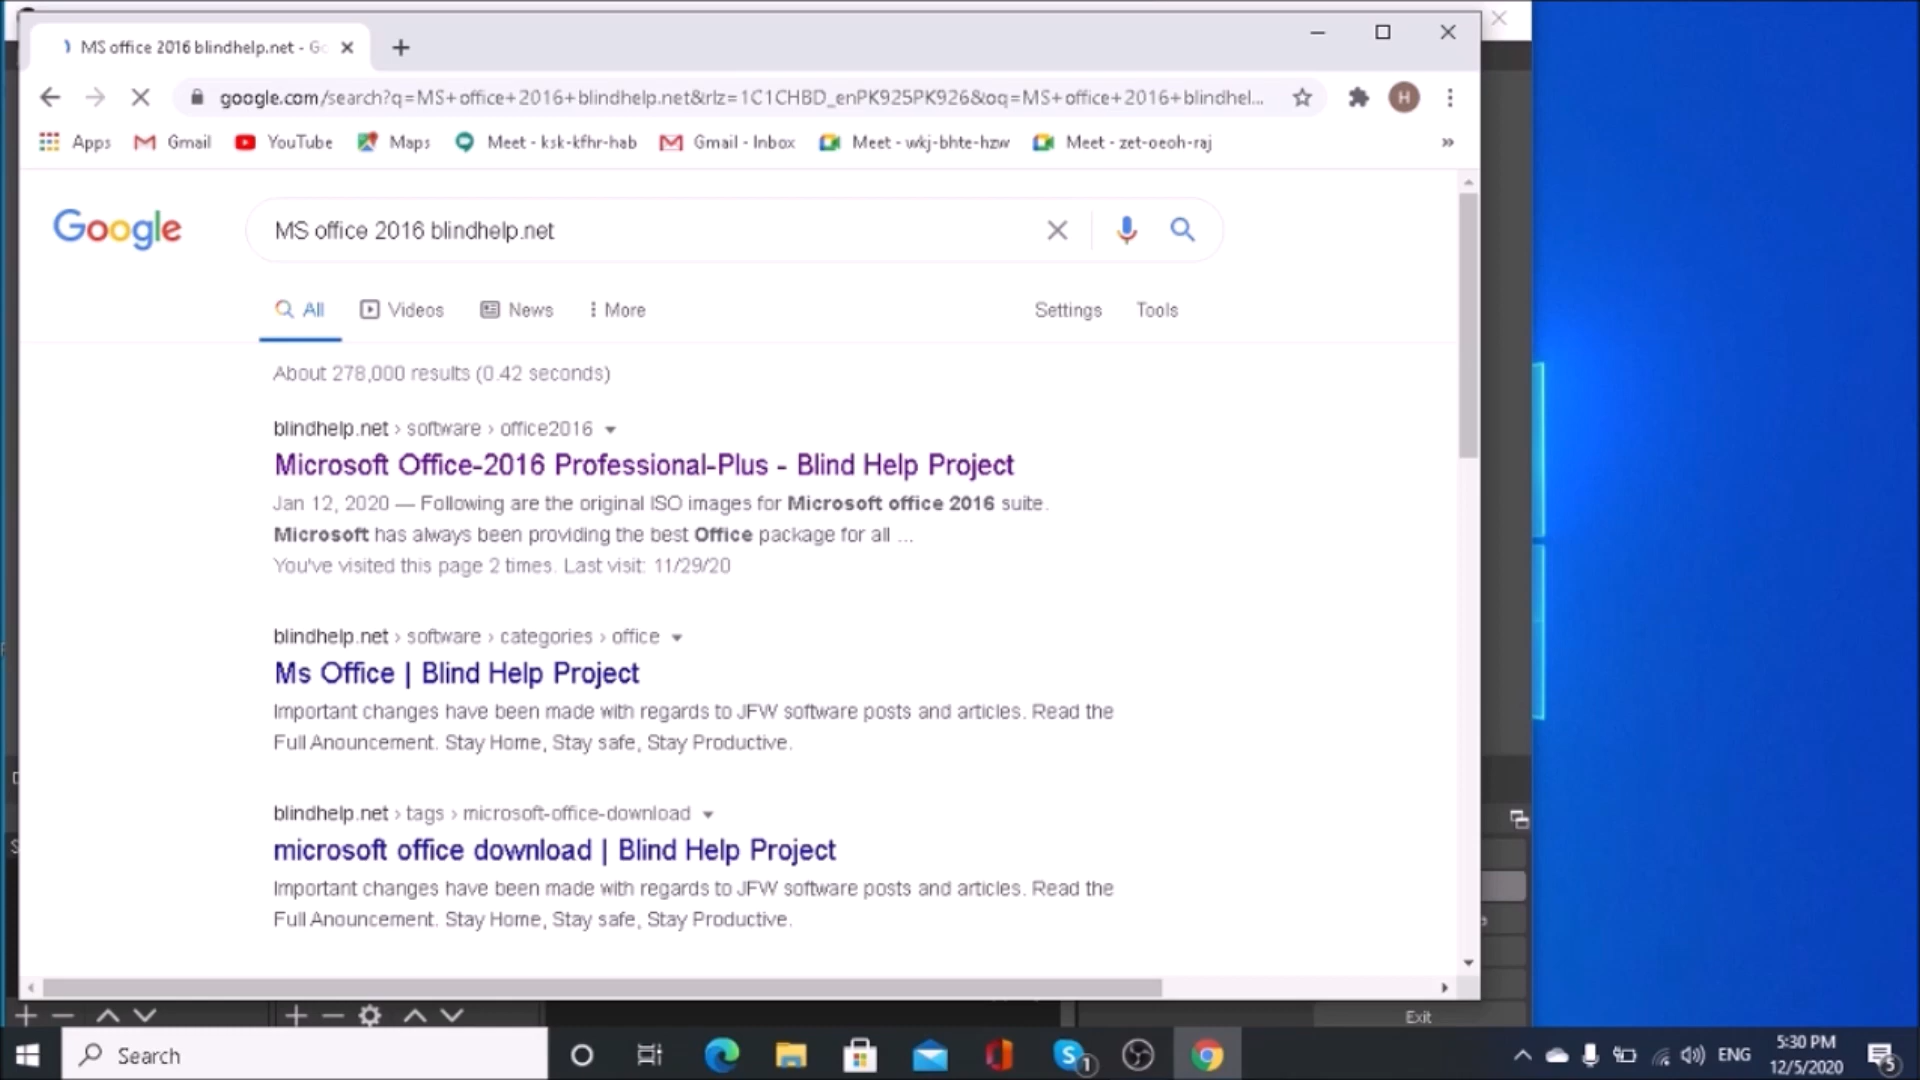 MS office 2016 blindhelp.net - Go
google.com/search?q=MS+office+2016+blindhelp.net&rlz=1C1CHBD_enPK925PK926&oq=MS+office+2016+blindhel...
H
Apps Gmail YouTube Maps Meet - ksk-kfhr-hab Gmail - Inbox Meet - wkj-bhte-hzw Meet - zet-oeoh-raj »
Google
MS office 2016 blindhelp.net
All Videos News More Settings Tools
About 278,000 results (0.42 seconds)
blindhelp.net › software › office2016
Microsoft Office-2016 Professional-Plus - Blind Help Project
Jan 12, 2020 — Following are the original ISO images for Microsoft office 2016 suite.
Microsoft has always been providing the best Office package for all ...
You've visited this page 2 times. Last visit: 11/29/20
blindhelp.net › software › categories › office
Ms Office | Blind Help Project
Important changes have been made with regards to JFW software posts and articles. Read the
Full Anouncement. Stay Home, Stay safe, Stay Productive.
blindhelp.net › tags › microsoft-office-download
microsoft office download | Blind Help Project
Important changes have been made with regards to JFW software posts and articles. Read the
Full Anouncement. Stay Home, Stay safe, Stay Productive.
Exit
Search
S 1
ENG
5:30 PM
12/5/2020
5